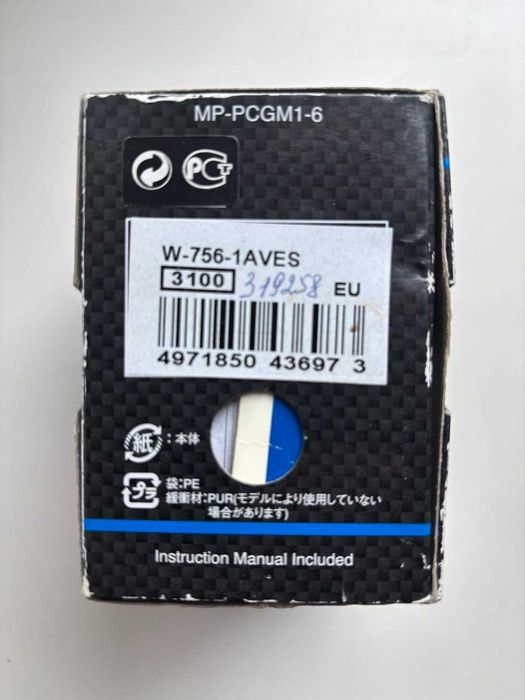 MP-PCGM1-6
PCT
W-756-1AVES
3100 319258 EU
4971850 43697 3
紙 :本体
プラ 袋:PE
緩衝材:PUR(モデルにより使用していない
場合があります)
Instruction Manual Included